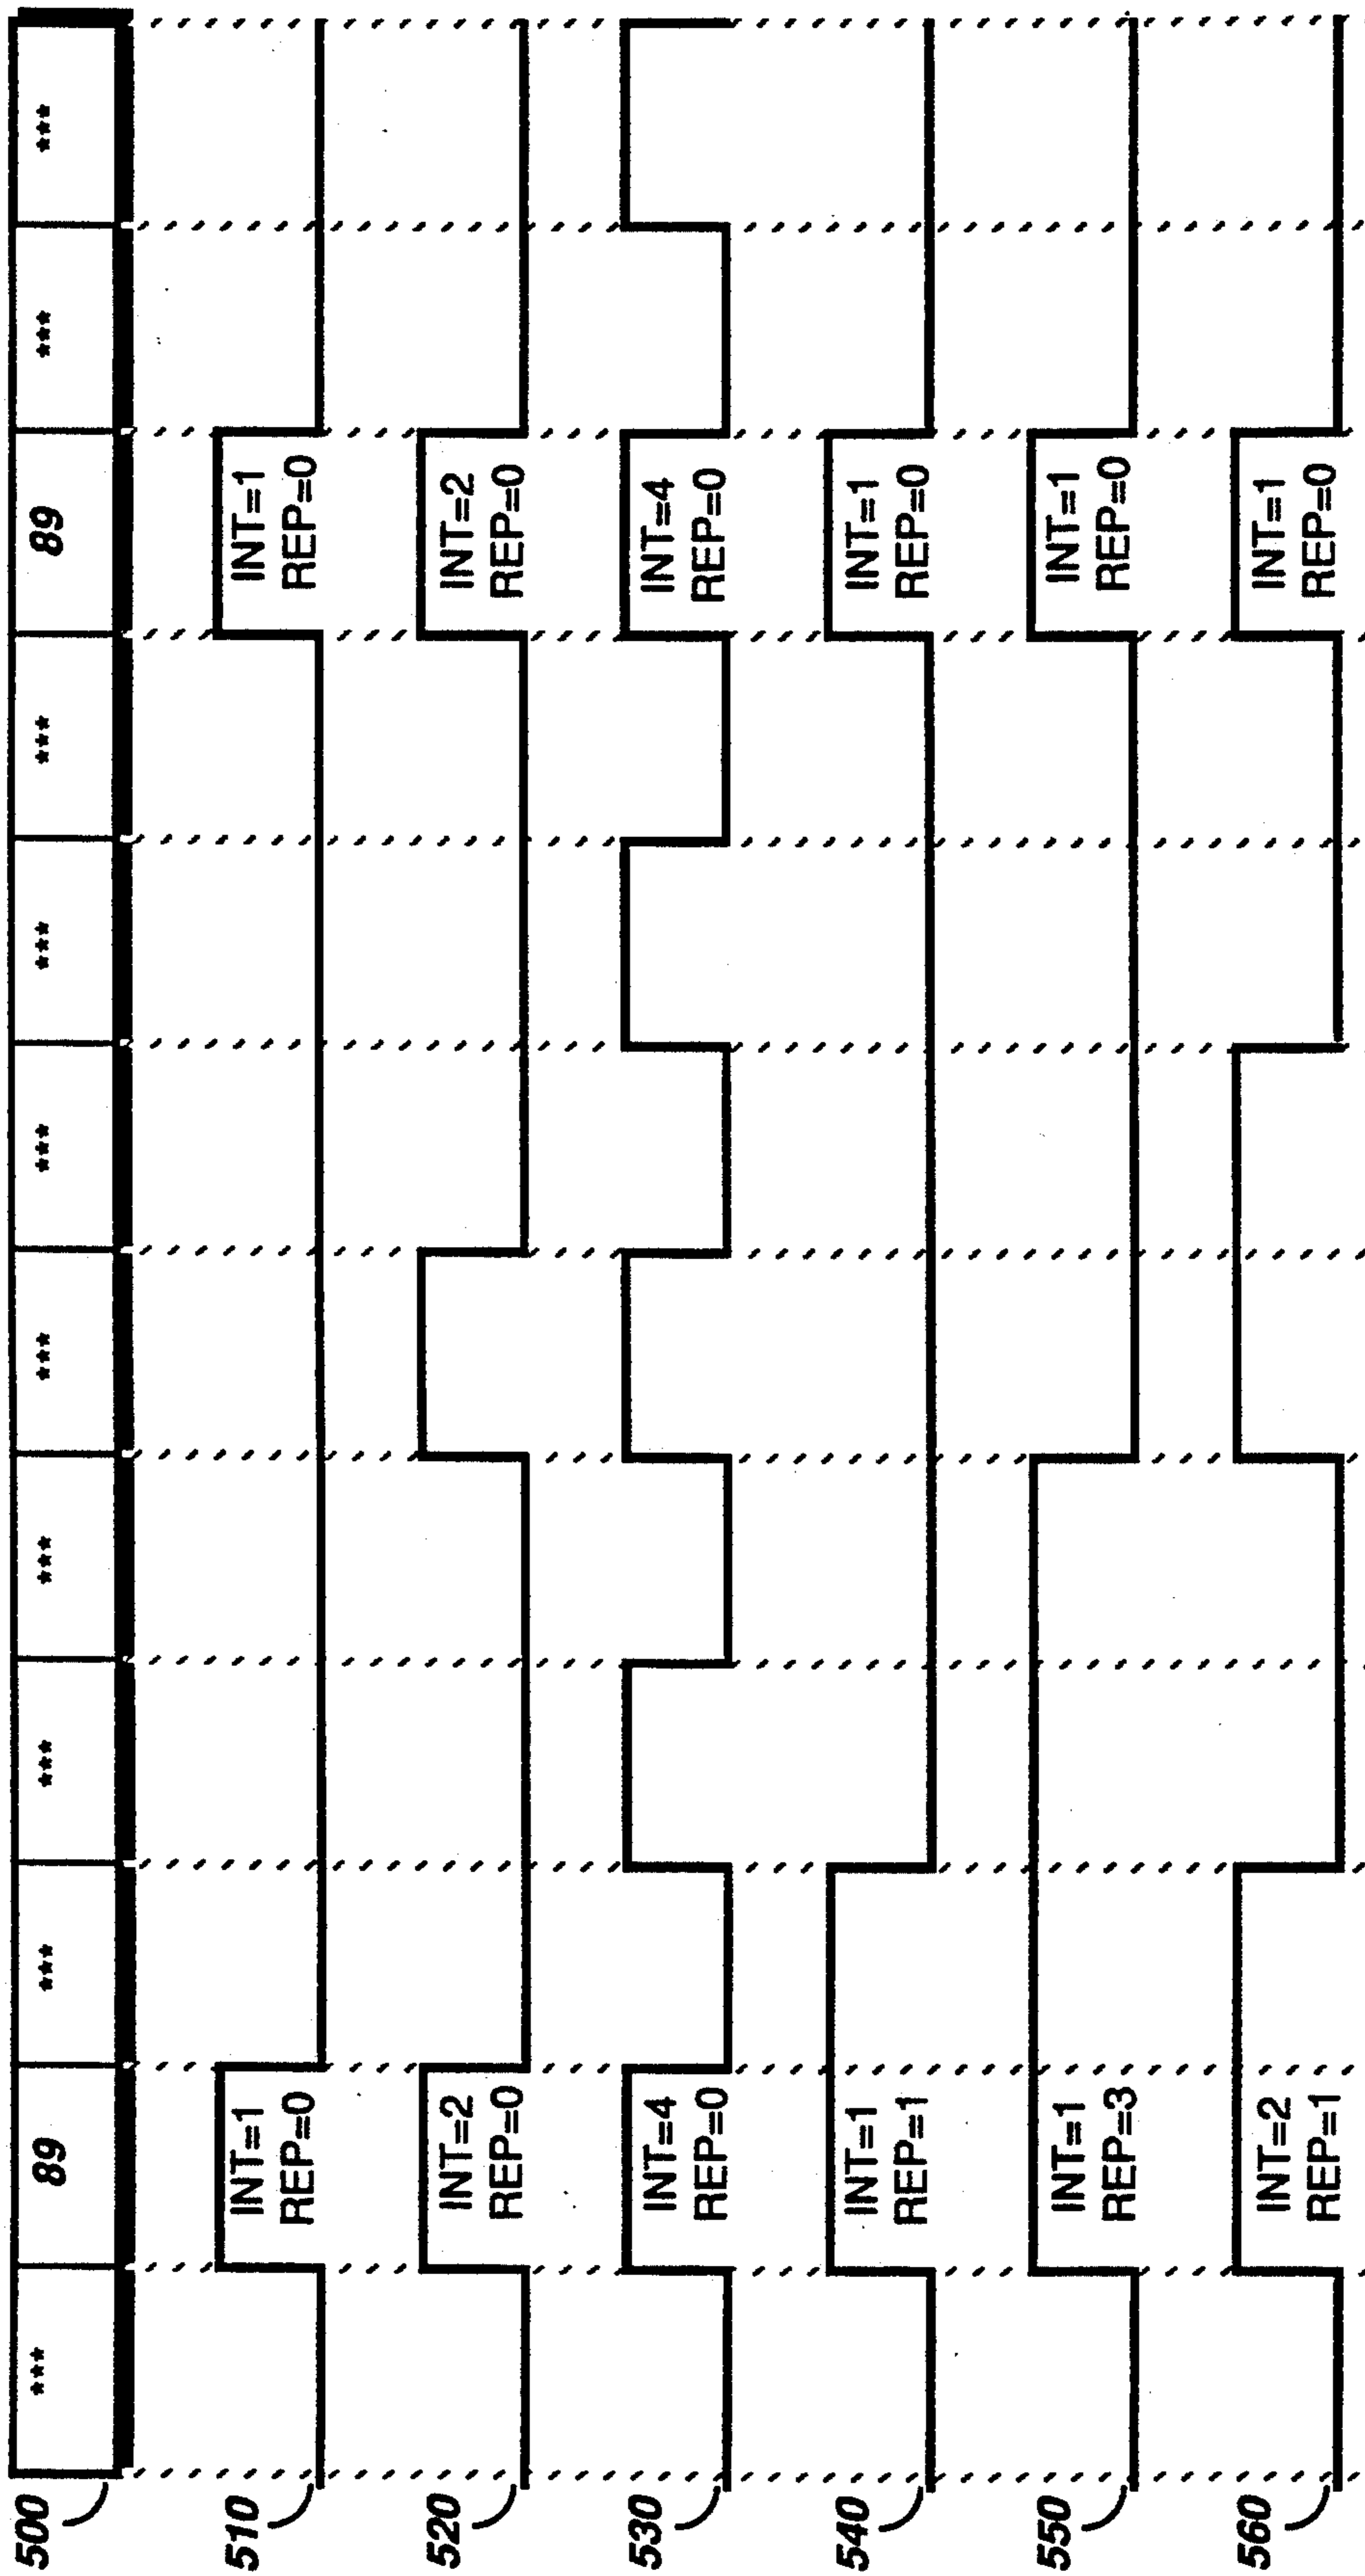 500 *** 89 *** *** *** *** *** *** *** 89 *** ***
510 INT=1 INT=1
REP=0 REP=0
520 INT=2 INT=2
REP=0 REP=0
530 INT=4 INT=4
REP=0 REP=0
540 INT=1 INT=1
REP=1 REP=0
550 INT=1 INT=1
REP=3 REP=0
560 INT=2 INT=1
REP=1 REP=0